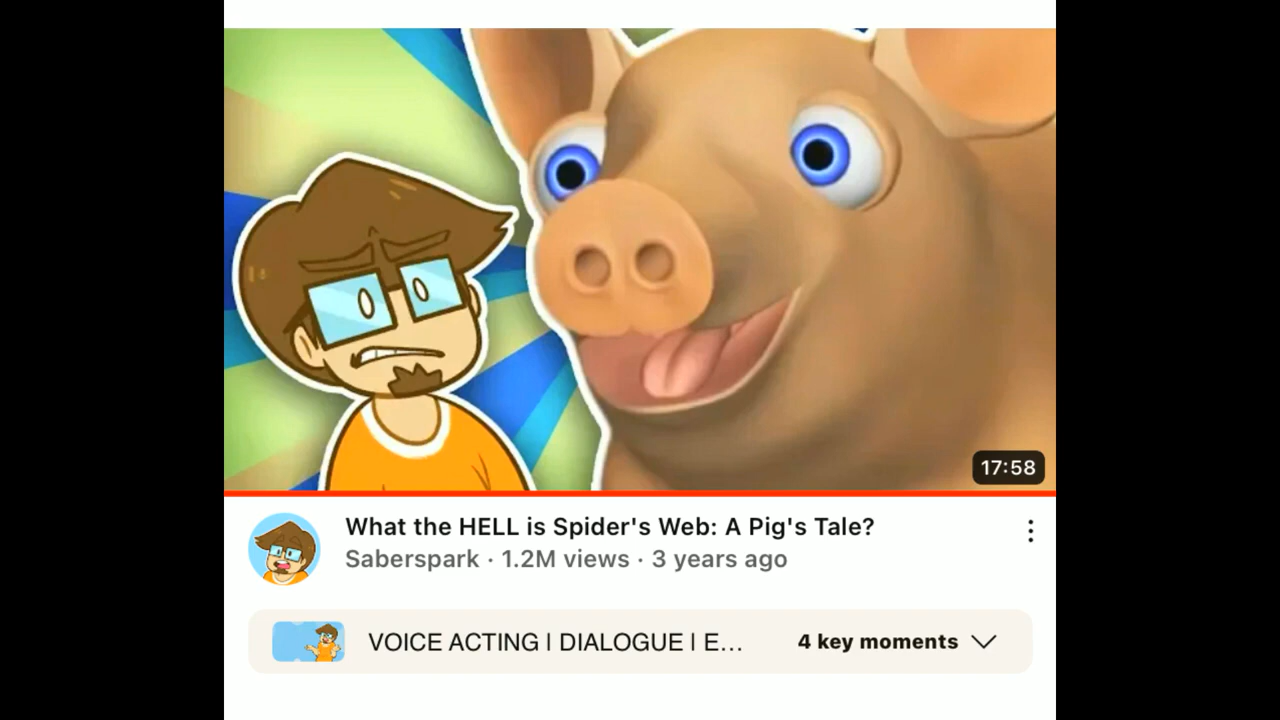 17:58
What the HELL is Spider's Web: A Pig's Tale?
Saberspark · 1.2M views · 3 years ago
VOICE ACTING | DIALOGUE | E... 4 key moments